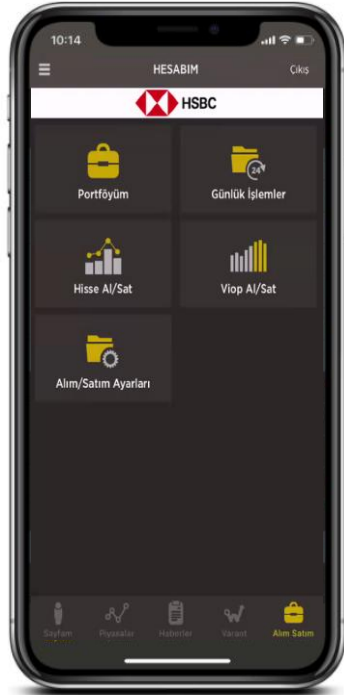 10:14
HESABIM
Çıkış
HSBC
Portföyüm
Günlük İşlemler
24
Hisse Al/Sat
Viop Al/Sat
Alım/Satım Ayarları
Sayfam
Piyasalar
Haberler
Varant
Alım Satım